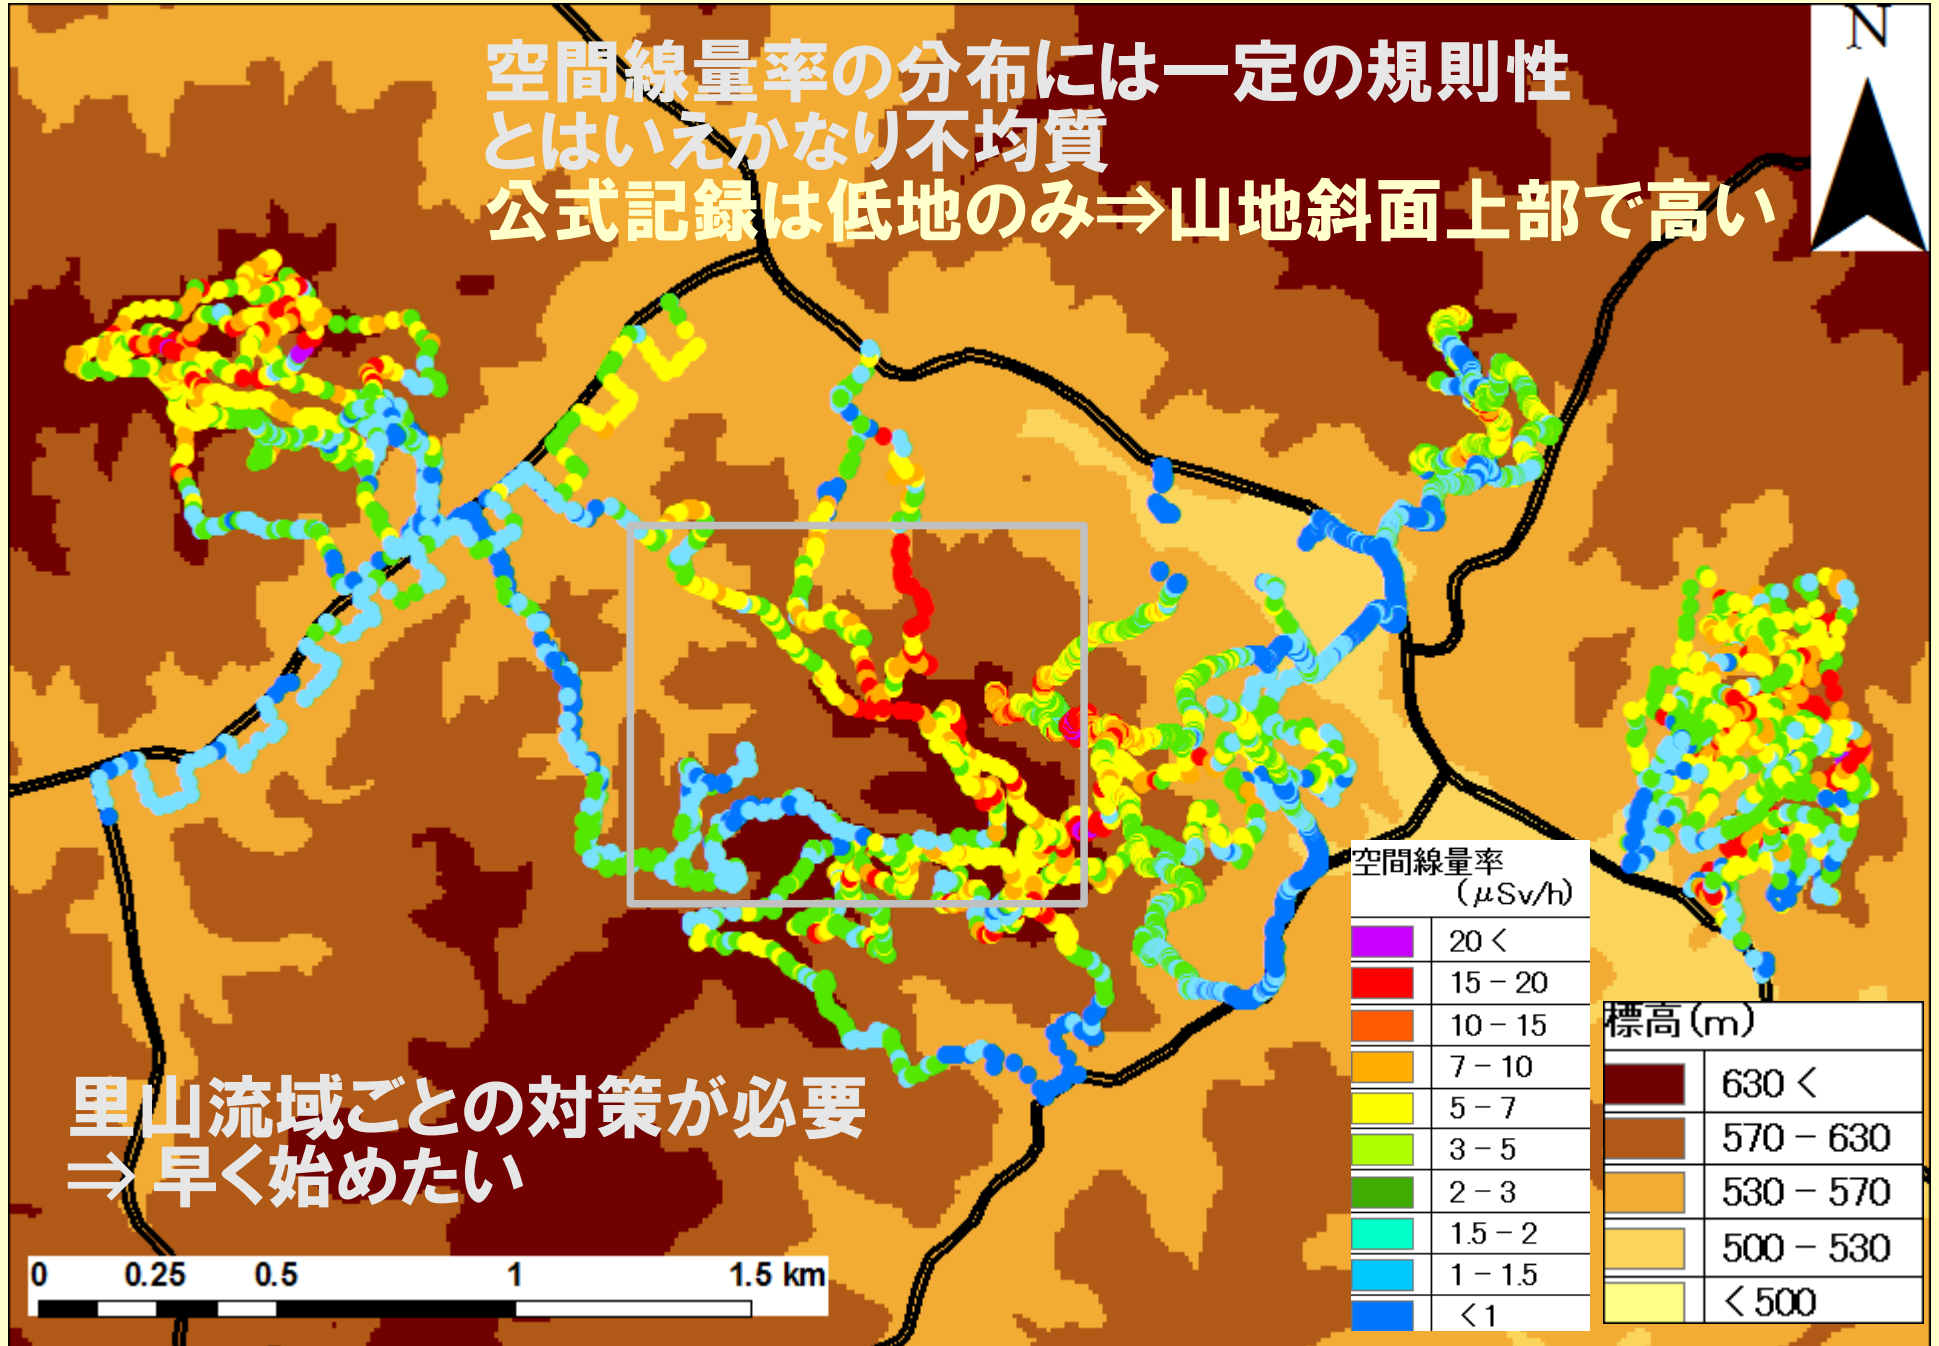 空間線量率の分布には一定の規則性
とはいえかなり不均質
公式記録は低地のみ⇒山地斜面上部で高い
N
里山流域ごとの対策が必要
⇒ 早く始めたい
0 0.25 0.5 1 1.5 km
空間線量率
(μSv/h)
20 <
15 - 20
10 - 15
7 - 10
5 - 7
3 - 5
2 - 3
1.5 - 2
1 - 1.5
< 1
標高(m)
630 <
570 - 630
530 - 570
500 - 530
< 500